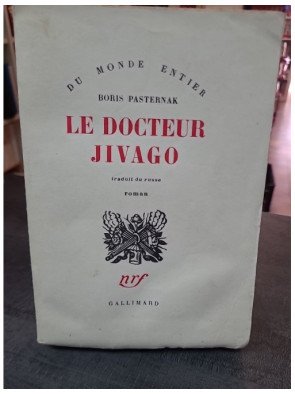 DU MONDE ENTIER
BORIS PASTERNAK
LE DOCTEUR
JIVAGO
traduit du russe
roman
nrf
GALLIMARD